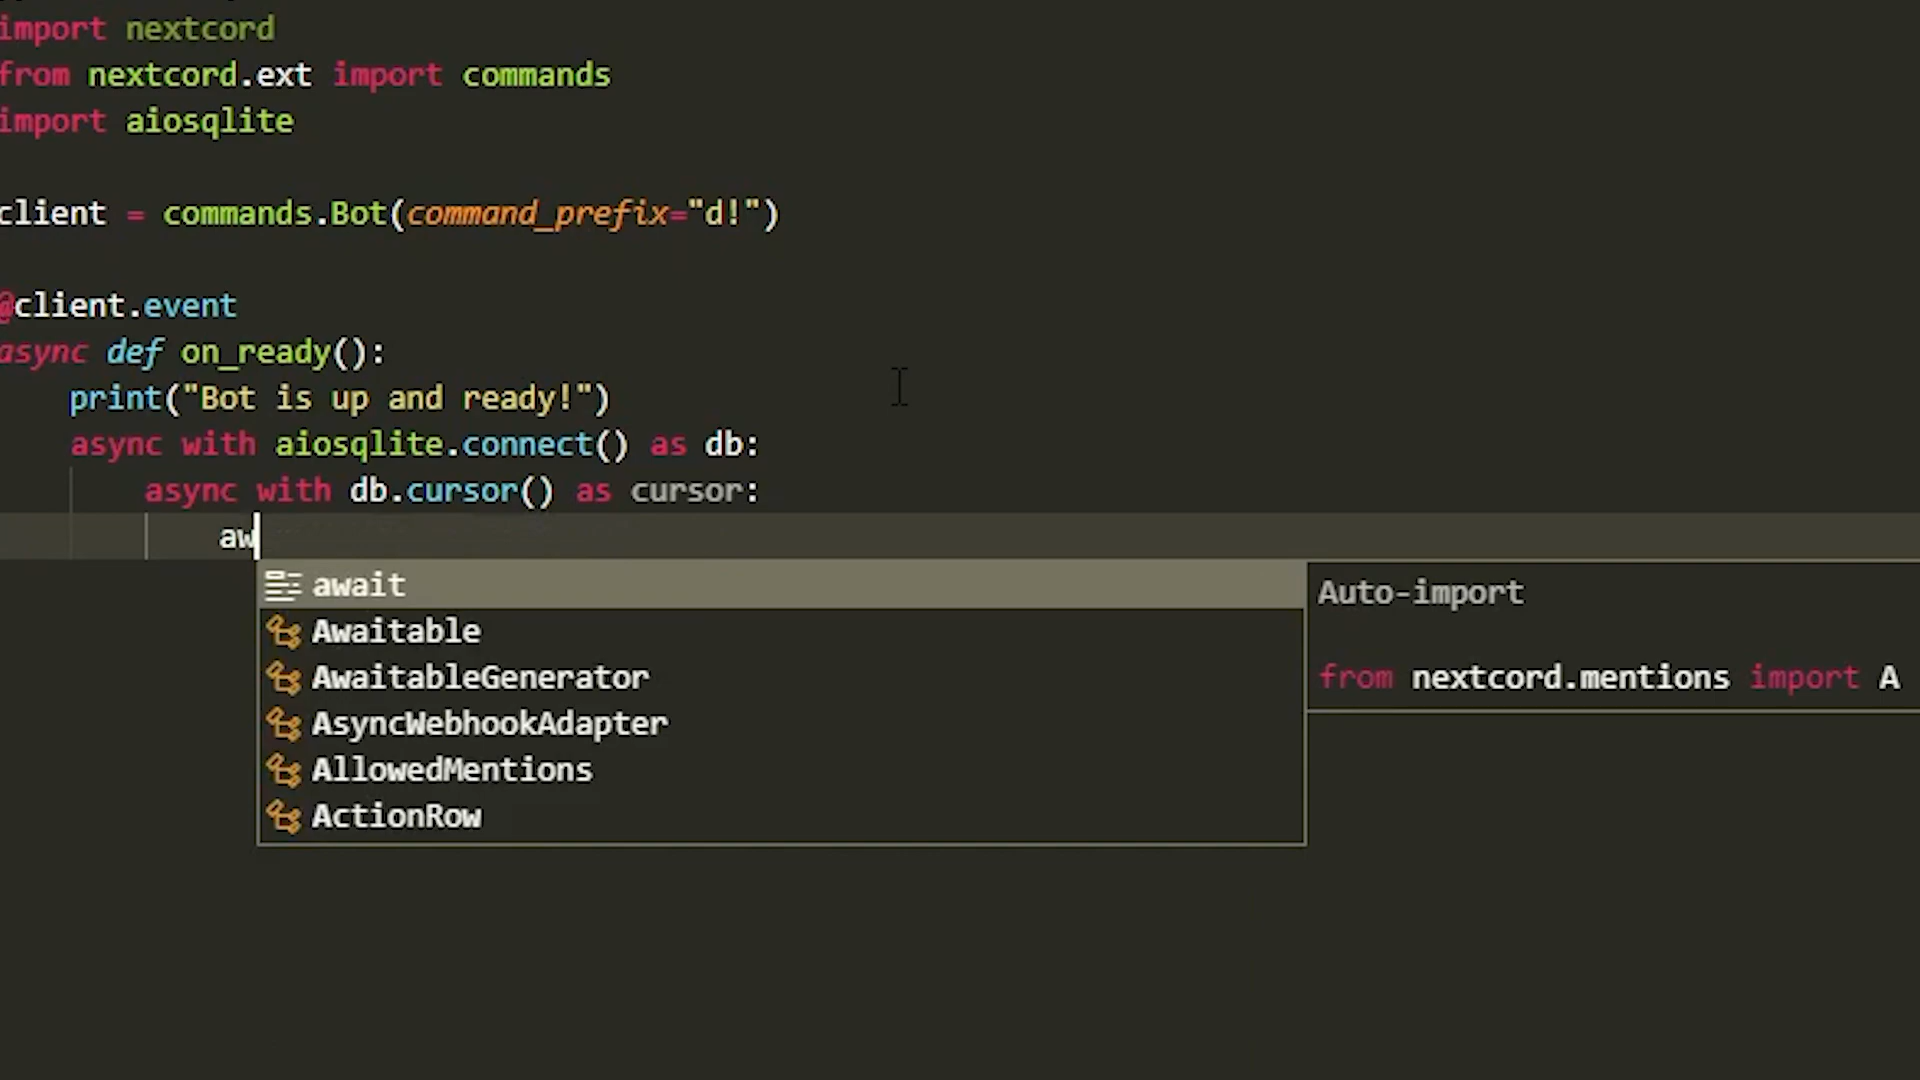 import nextcord
from nextcord.ext import commands
import aiosqlite
client = commands.Bot(command_prefix="d!")
@client.event
async def on_ready():
    print("Bot is up and ready!")
    async with aiosqlite.connect() as db:
        async with db.cursor() as cursor:
            aw
await
Awaitable
AwaitableGenerator
AsyncWebhookAdapter
AllowedMentions
ActionRow
Auto-import
from nextcord.mentions import A